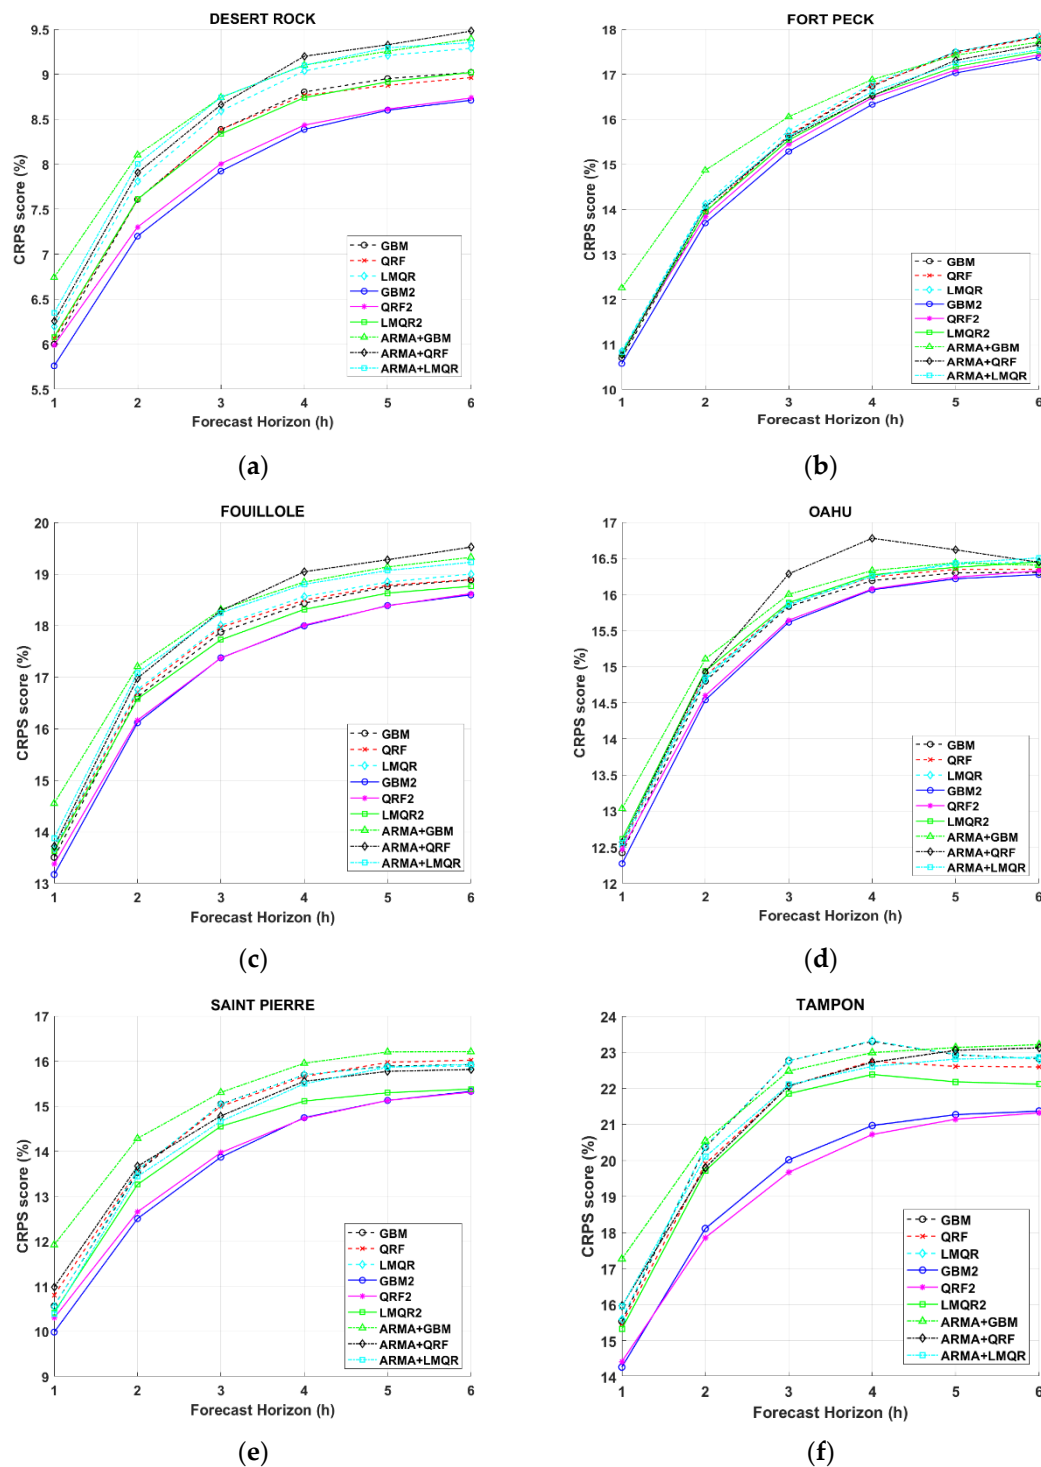 DESERT ROCK
CRPS score (%)
9.5
9
8.5
8
7.5
7
6.5
6
5.5
GBM
QRF
LMQR
GBM2
QRF2
LMQR2
ARMA+GBM
ARMA+QRF
ARMA+LMQR
1 2 3 4 5 6
Forecast Horizon (h)
(a)
FORT PECK
CRPS score (%)
18
17
16
15
14
13
12
11
10
GBM
QRF
LMQR
GBM2
QRF2
LMQR2
ARMA+GBM
ARMA+QRF
ARMA+LMQR
1 2 3 4 5 6
Forecast Horizon (h)
(b)
FOUILLOLE
CRPS score (%)
20
19
18
17
16
15
14
13
GBM
QRF
LMQR
GBM2
QRF2
LMQR2
ARMA+GBM
ARMA+QRF
ARMA+LMQR
1 2 3 4 5 6
Forecast Horizon (h)
(c)
OAHU
CRPS score (%)
17
16.5
16
15.5
15
14.5
14
13.5
13
12.5
12
GBM
QRF
LMQR
GBM2
QRF2
LMQR2
ARMA+GBM
ARMA+QRF
ARMA+LMQR
1 2 3 4 5 6
Forecast Horizon (h)
(d)
SAINT PIERRE
CRPS score (%)
17
16
15
14
13
12
11
10
9
GBM
QRF
LMQR
GBM2
QRF2
LMQR2
ARMA+GBM
ARMA+QRF
ARMA+LMQR
1 2 3 4 5 6
Forecast Horizon (h)
(e)
TAMPON
CRPS score (%)
24
23
22
21
20
19
18
17
16
15
14
GBM
QRF
LMQR
GBM2
QRF2
LMQR2
ARMA+GBM
ARMA+QRF
ARMA+LMQR
1 2 3 4 5 6
Forecast Horizon (h)
(f)